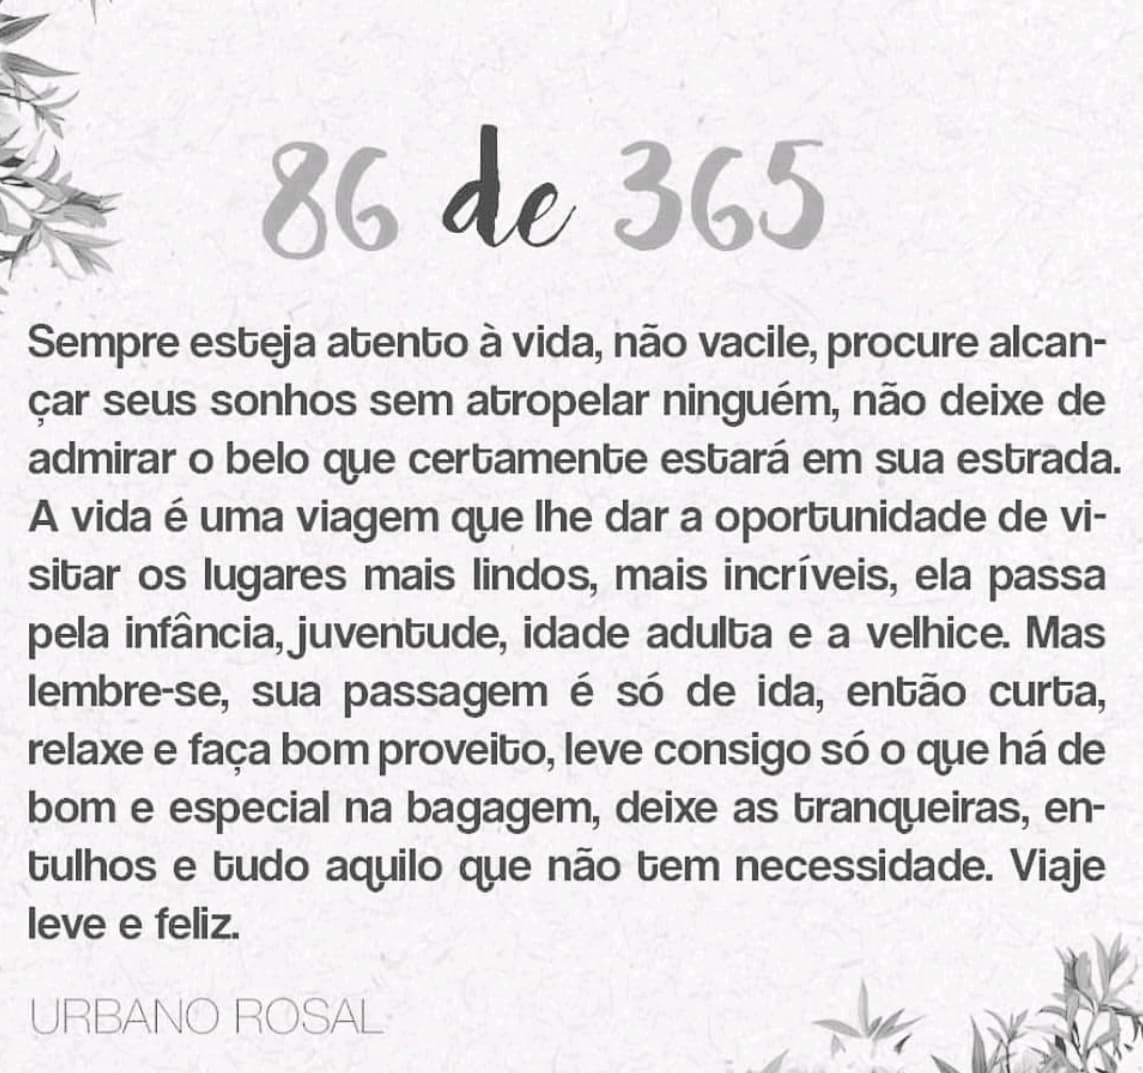 86 de 365
Sempre esteja atento à vida, não vacile, procure alcan-
çar seus sonhos sem atropelar ninguém, não deixe de
admirar o belo que certamente estará em sua estrada.
A vida é uma viagem que lhe dar a oportunidade de vi-
sitar os lugares mais lindos, mais incríveis, ela passa
pela infância, juventude, idade adulta e a velhice. Mas
lembre-se, sua passagem é só de ida, então curta,
relaxe e faça bom proveito, leve consigo só o que há de
bom e especial na bagagem, deixe as tranqueiras, en-
tulhos e tudo aquilo que não tem necessidade. Viaje
leve e feliz.
URBANO ROSAL